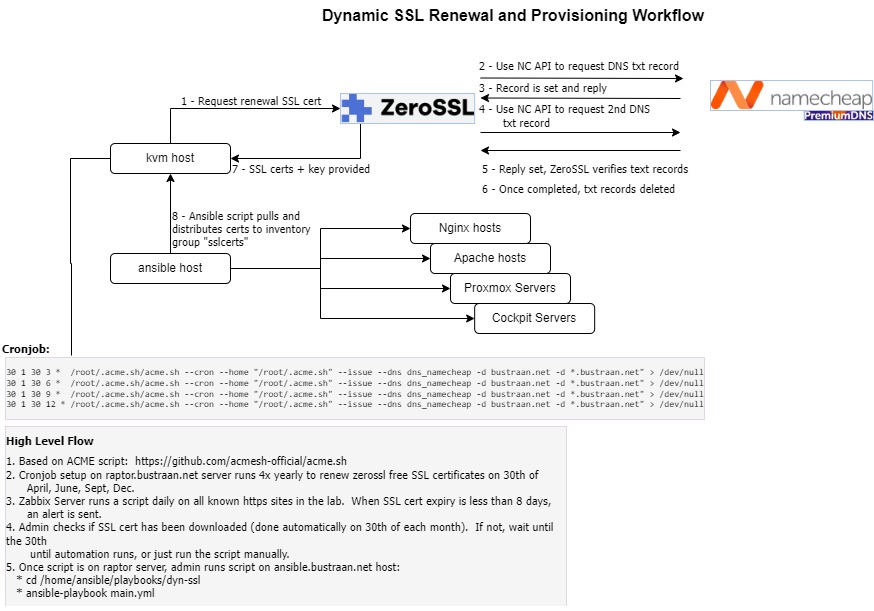 Dynamic SSL Renewal and Provisioning Workflow
2 - Use NC API to request DNS txt record
1 - Request renewal SSL cert
ZeroSSL
3 - Record is set and reply
namecheap
PremiumDNS
4 - Use NC API to request 2nd DNS
txt record
kvm host
7 - SSL certs + key provided
5 - Reply set, ZeroSSL verifies text records
6 - Once completed, txt records deleted
8 - Ansible script pulls and
distributes certs to inventory
group "sslcerts"
ansible host
Nginx hosts
Apache hosts
Proxmox Servers
Cockpit Servers
Cronjob:
30 1 30 3 *  /root/.acme.sh/acme.sh --cron --home "/root/.acme.sh" --issue --dns dns_namecheap -d bustraan.net -d *.bustraan.net" > /dev/null
30 1 30 6 *  /root/.acme.sh/acme.sh --cron --home "/root/.acme.sh" --issue --dns dns_namecheap -d bustraan.net -d *.bustraan.net" > /dev/null
30 1 30 9 *  /root/.acme.sh/acme.sh --cron --home "/root/.acme.sh" --issue --dns dns_namecheap -d bustraan.net -d *.bustraan.net" > /dev/null
30 1 30 12 * /root/.acme.sh/acme.sh --cron --home "/root/.acme.sh" --issue --dns dns_namecheap -d bustraan.net -d *.bustraan.net" > /dev/null
High Level Flow
1. Based on ACME script:  https://github.com/acmesh-official/acme.sh
2. Cronjob setup on raptor.bustraan.net server runs 4x yearly to renew zerossl free SSL certificates on 30th of
April, June, Sept, Dec.
3. Zabbix Server runs a script daily on all known https sites in the lab.  When SSL cert expiry is less than 8 days,
an alert is sent.
4. Admin checks if SSL cert has been downloaded (done automatically on 30th of each month).  If not, wait until
the 30th
until automation runs, or just run the script manually.
5. Once script is on raptor server, admin runs script on ansible.bustraan.net host:
* cd /home/ansible/playbooks/dyn-ssl
* ansible-playbook main.yml